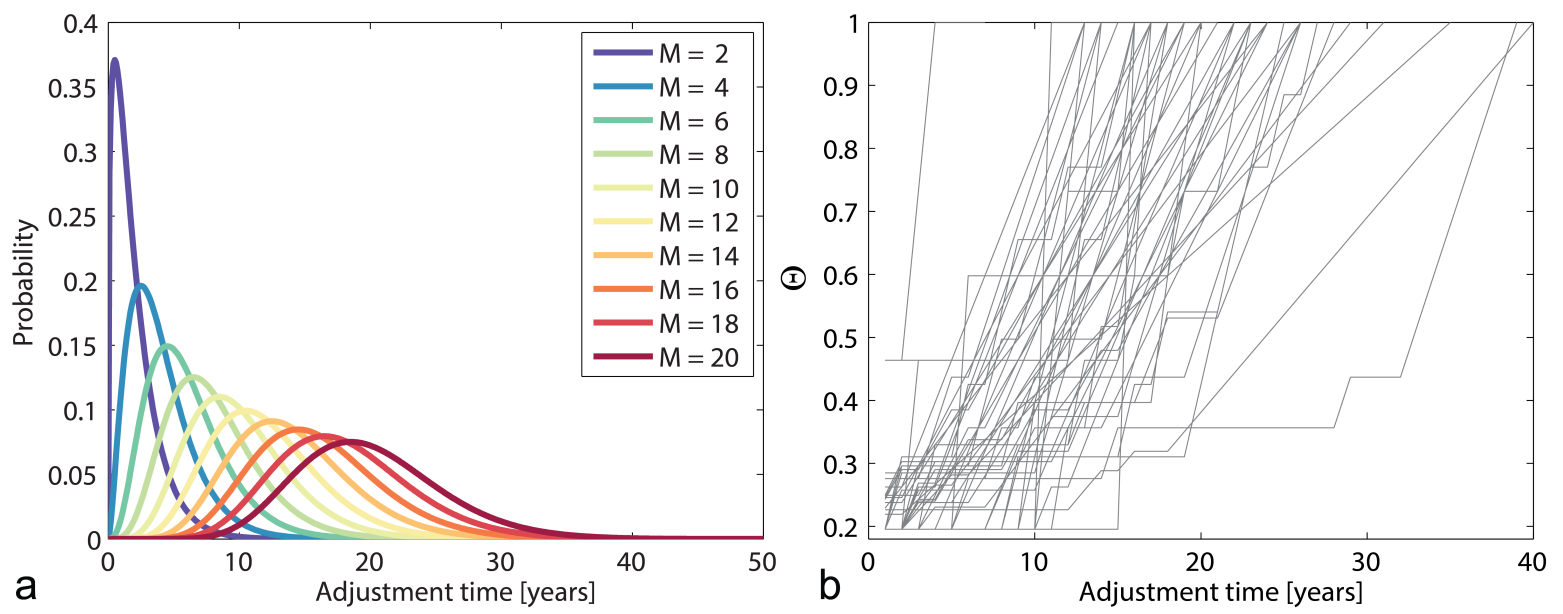 0.4
0.35
0.3
0.25
0.2
0.15
0.1
0.05
0
Probability
0 10 20 30 40 50
Adjustment time [years]
a
M = 2
M = 4
M = 6
M = 8
M = 10
M = 12
M = 14
M = 16
M = 18
M = 20
1
0.9
0.8
0.7
0.6
0.5
0.4
0.3
0.2
Θ
0 10 20 30 40
Adjustment time [years]
b